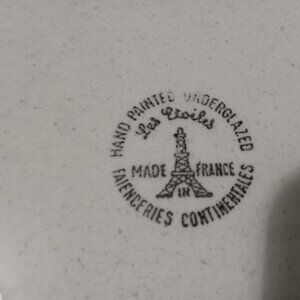 HAND PAINTED UNDERGLAZED
Les Etoiles
MADE IN FRANCE
FAIENCERIES CONTINENTALES